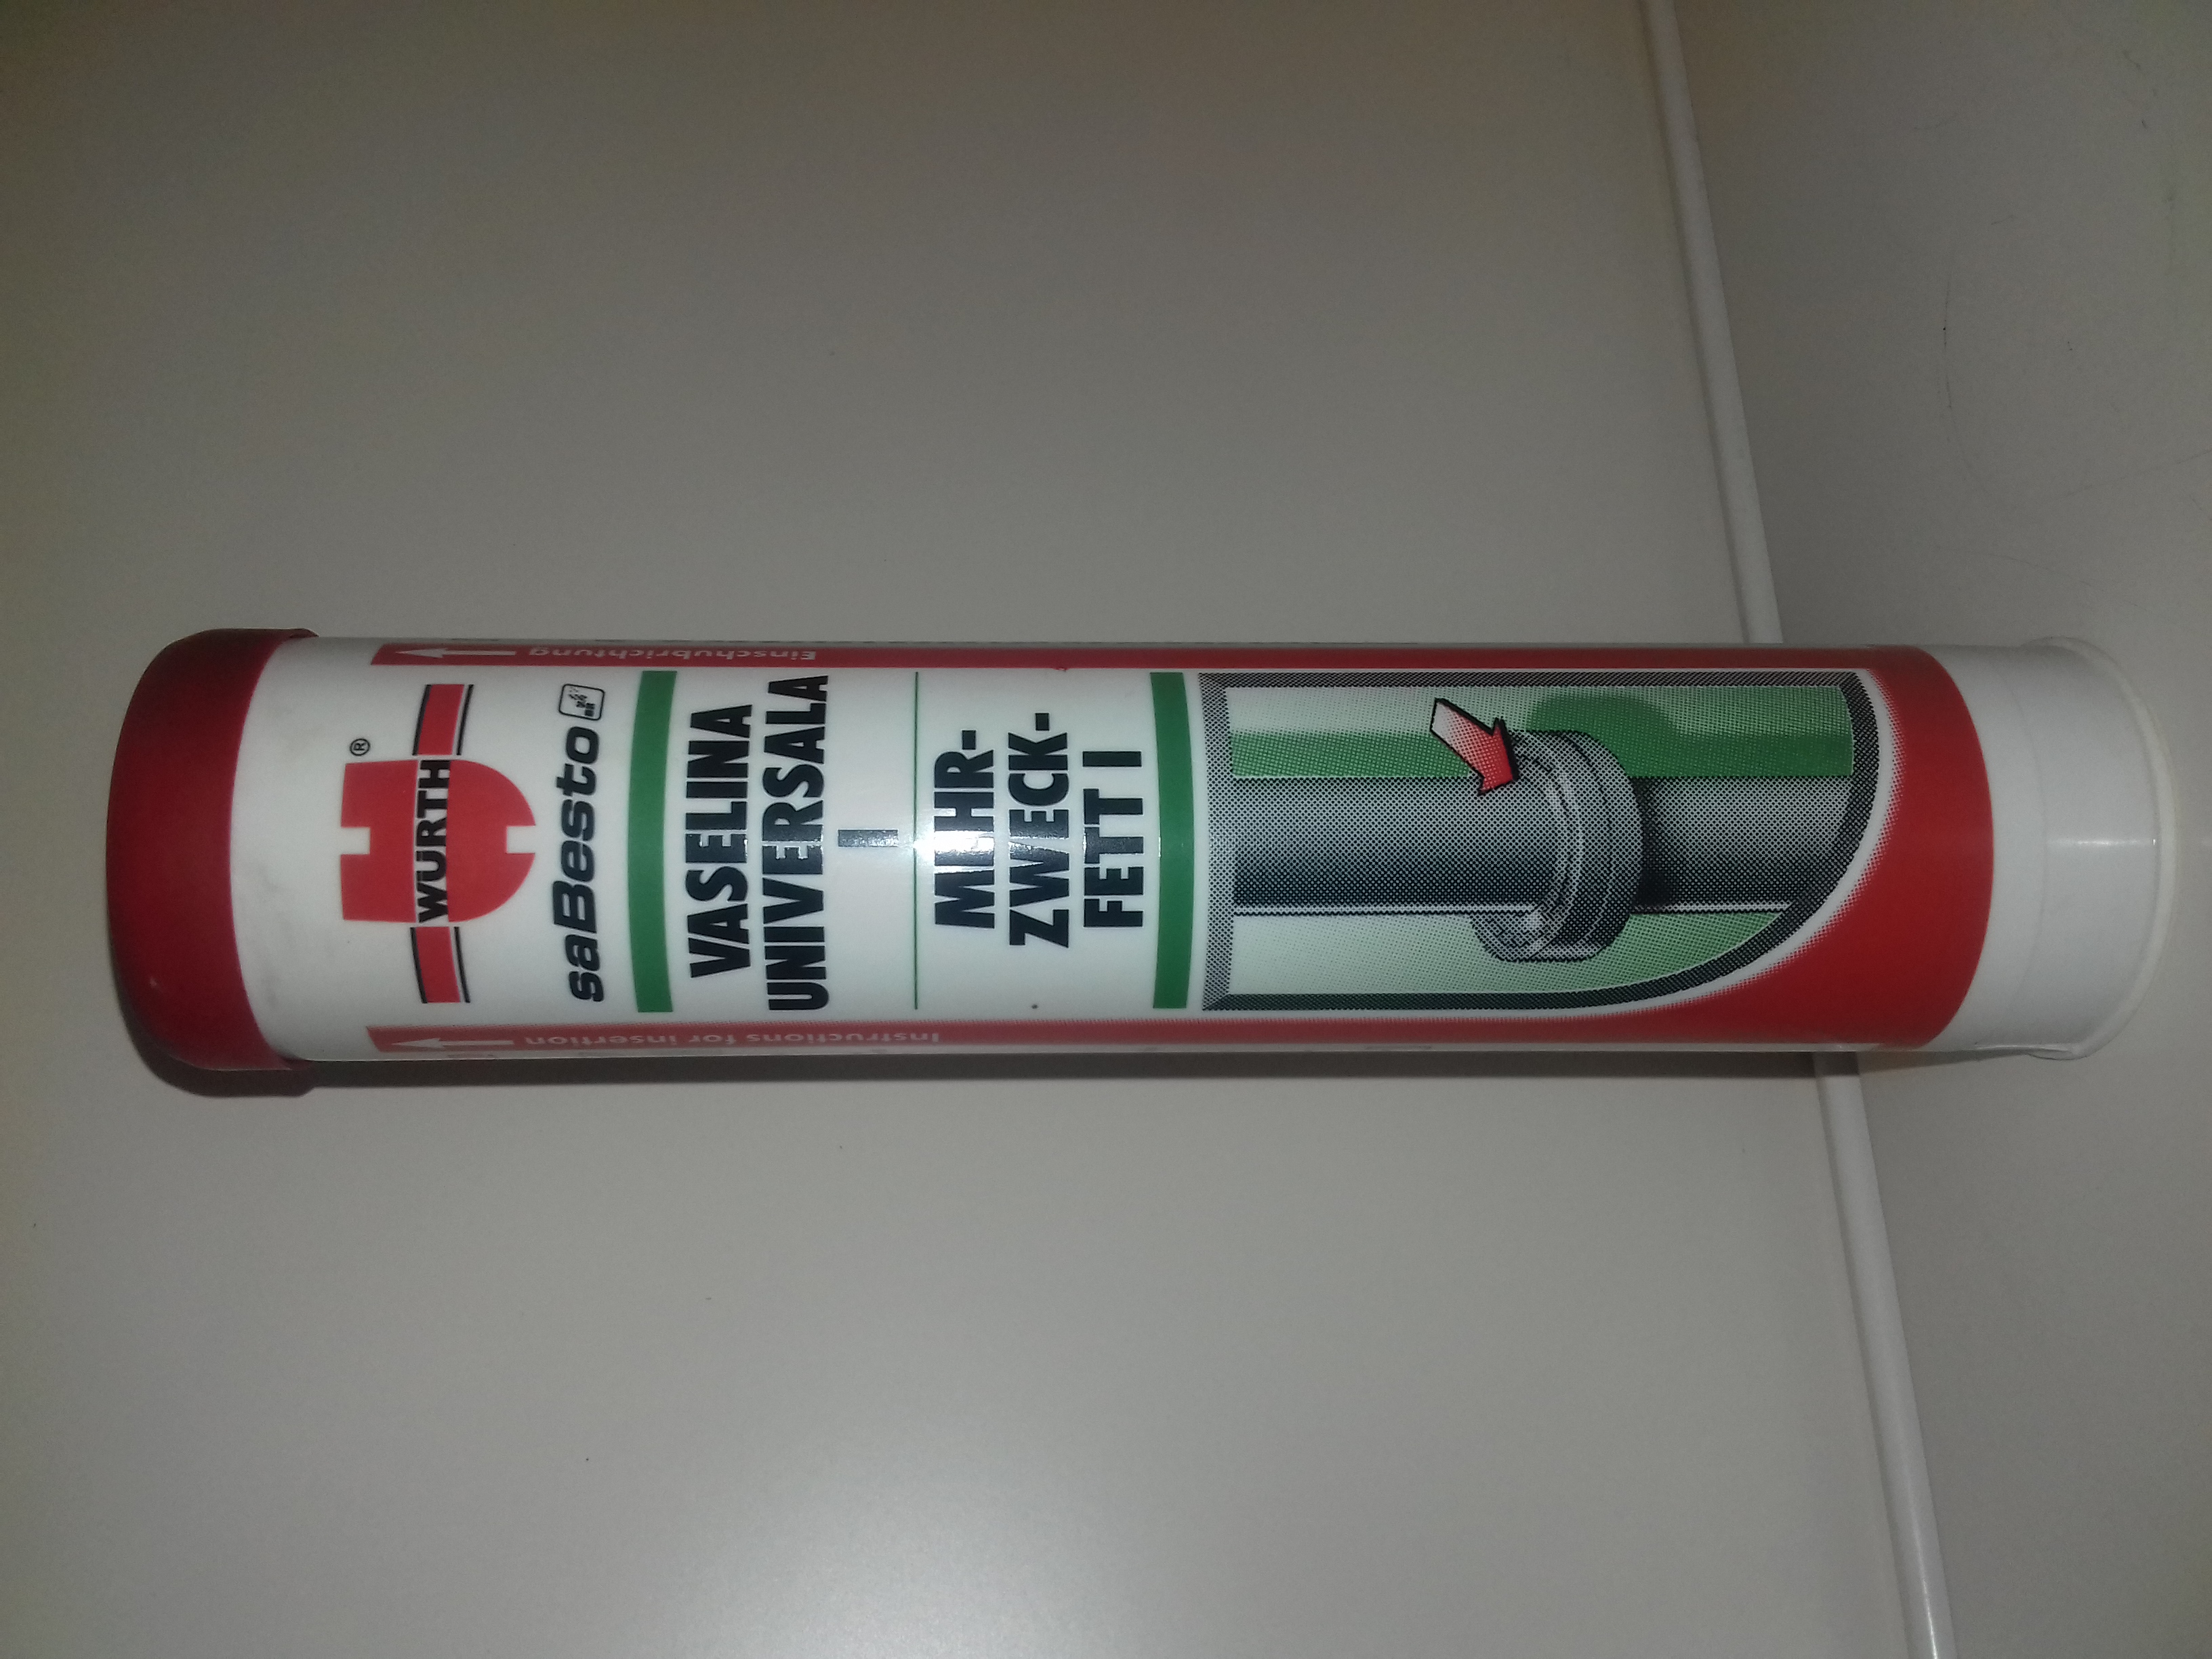 WÜRTH®
saBesto
VASELINA
UNIVERSALA
I
MEHR-
ZWECK-
FETT I
Einschubrichtung
Instructions for insertion